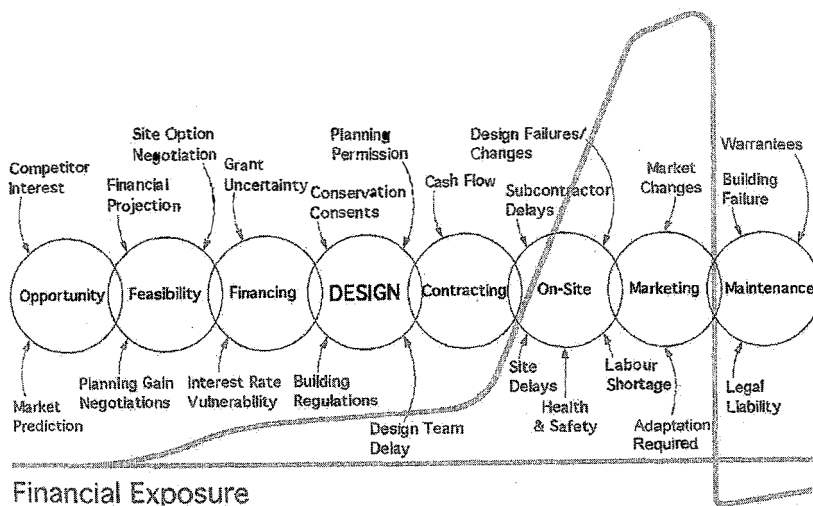 Site Option
Negotiation
Planning
Permission
Design Failures/
Changes
Warrantees
Competitor
Interest
Financial
Projection
Grant
Uncertainty
Conservation
Consents
Cash Flow
Subcontractor
Delays
Market
Changes
Building
Failure
Opportunity
Feasibility
Financing
DESIGN
Contracting
On-Site
Marketing
Maintenance
Market
Prediction
Planning Gain
Negotiations
Interest Rate
Vulnerability
Building
Regulations
Design Team
Delay
Site
Delays
Health
& Safety
Labour
Shortage
Adaptation
Required
Legal
Liability
Financial Exposure